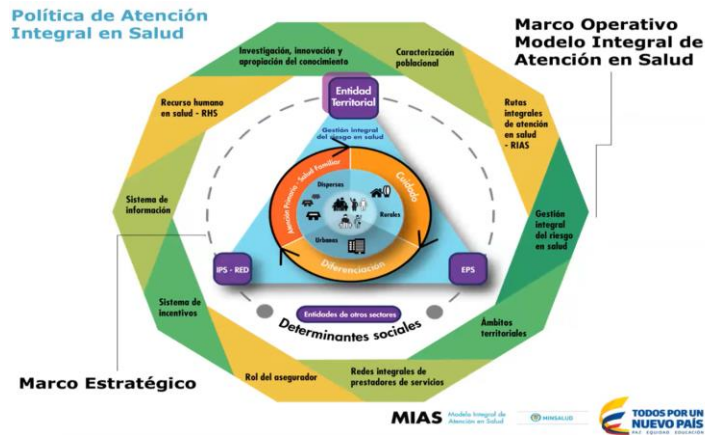 Política de Atención
Integral en Salud
Marco Operativo
Modelo Integral de
Atención en Salud
Investigación, innovación y
apropiación del conocimiento
Caracterización
poblacional
Recurso humano
en salud - RHS
Entidad
Territorial
Rutas
integrales
de atención
en salud
- RIAS
Gestión integral
del riesgo en salud
Atención Primaria - Salud Familiar
Cuidado
Dispersos
Rurales
Urbanos
Diferenciación
Sistema de
información
Gestión
integral
del riesgo
en salud
IPS - RED
EPS
Sistema de
incentivos
Entidades de otros sectores
Determinantes sociales
Ámbitos
territoriales
Marco Estratégico
Rol del asegurador
Redes integrales de
prestadores de servicios
MIAS
Modelo Integral de
Atención en Salud
MINSALUD
TODOS POR UN
NUEVO PAÍS
PAZ EQUIDAD EDUCACIÓN